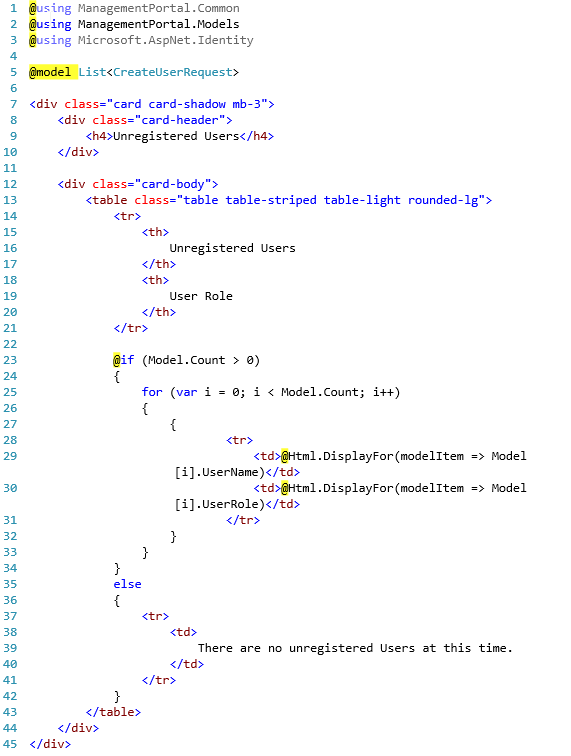 1 @using ManagementPortal.Common
2 @using ManagementPortal.Models
3 @using Microsoft.AspNet.Identity
4
5 @model List<CreateUserRequest>
6
7 <div class="card card-shadow mb-3">
8     <div class="card-header">
9         <h4>Unregistered Users</h4>
10     </div>
11
12     <div class="card-body">
13         <table class="table table-striped table-light rounded-lg">
14             <tr>
15                 <th>
16                     Unregistered Users
17                 </th>
18                 <th>
19                     User Role
20                 </th>
21             </tr>
22
23             @if (Model.Count > 0)
24             {
25                 for (var i = 0; i < Model.Count; i++)
26                 {
27                     {
28                             <tr>
29                                 <td>@Html.DisplayFor(modelItem => Model
                      [i].UserName)</td>
30                                 <td>@Html.DisplayFor(modelItem => Model
                      [i].UserRole)</td>
31                             </tr>
32                     }
33                 }
34             }
35             else
36             {
37                 <tr>
38                     <td>
39                         There are no unregistered Users at this time.
40                     </td>
41                 </tr>
42             }
43         </table>
44     </div>
45 </div>